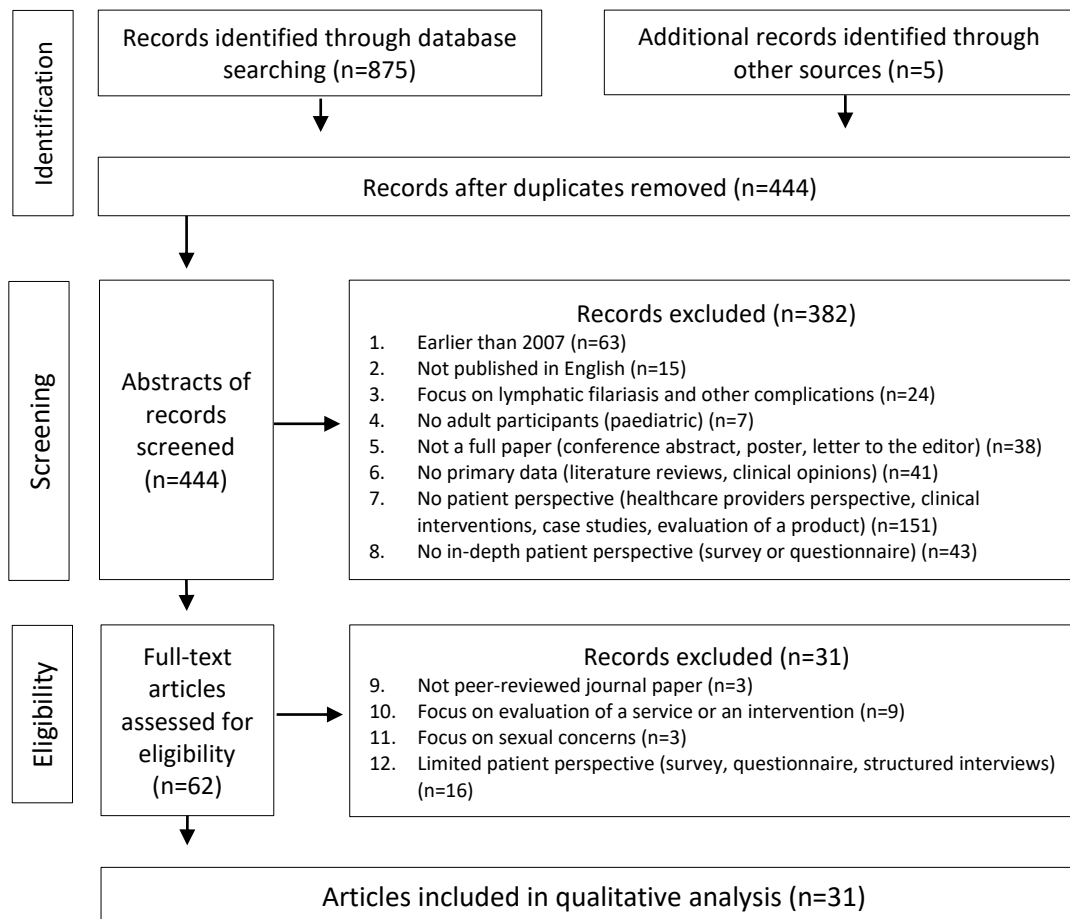 Identification
Records identified through database
searching (n=875)
Additional records identified through
other sources (n=5)
Records after duplicates removed (n=444)
Screening
Abstracts of
records
screened
(n=444)
Records excluded (n=382)
1. Earlier than 2007 (n=63)
2. Not published in English (n=15)
3. Focus on lymphatic filariasis and other complications (n=24)
4. No adult participants (paediatric) (n=7)
5. Not a full paper (conference abstract, poster, letter to the editor) (n=38)
6. No primary data (literature reviews, clinical opinions) (n=41)
7. No patient perspective (healthcare providers perspective, clinical
interventions, case studies, evaluation of a product) (n=151)
8. No in-depth patient perspective (survey or questionnaire) (n=43)
Eligibility
Full-text
articles
assessed for
eligibility
(n=62)
Records excluded (n=31)
9. Not peer-reviewed journal paper (n=3)
10. Focus on evaluation of a service or an intervention (n=9)
11. Focus on sexual concerns (n=3)
12. Limited patient perspective (survey, questionnaire, structured interviews)
(n=16)
Articles included in qualitative analysis (n=31)